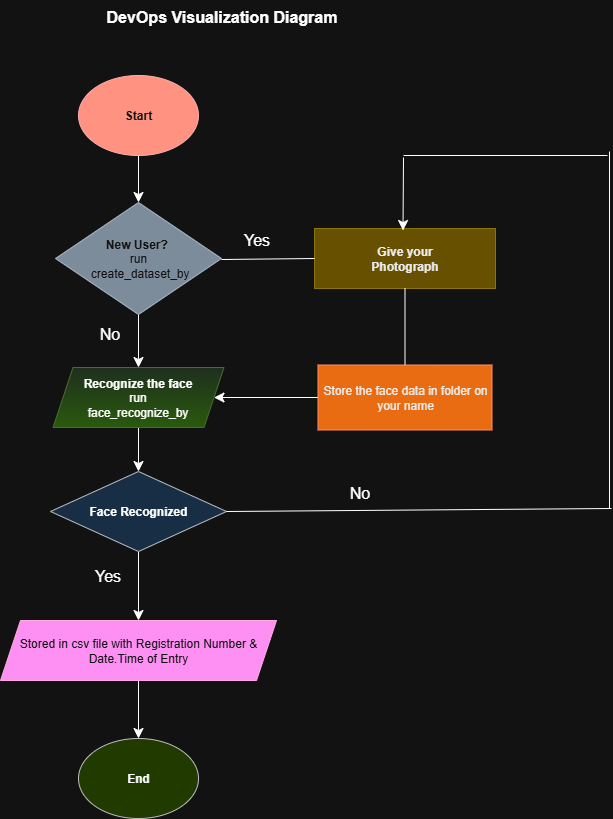 DevOps Visualization Diagram
Start
New User?
run
create_dataset_by
Yes
Give your
Photograph
No
Recognize the face
run
face_recognize_by
Store the face data in folder on
your name
Face Recognized
No
Yes
Stored in csv file with Registration Number &
Date.Time of Entry
End